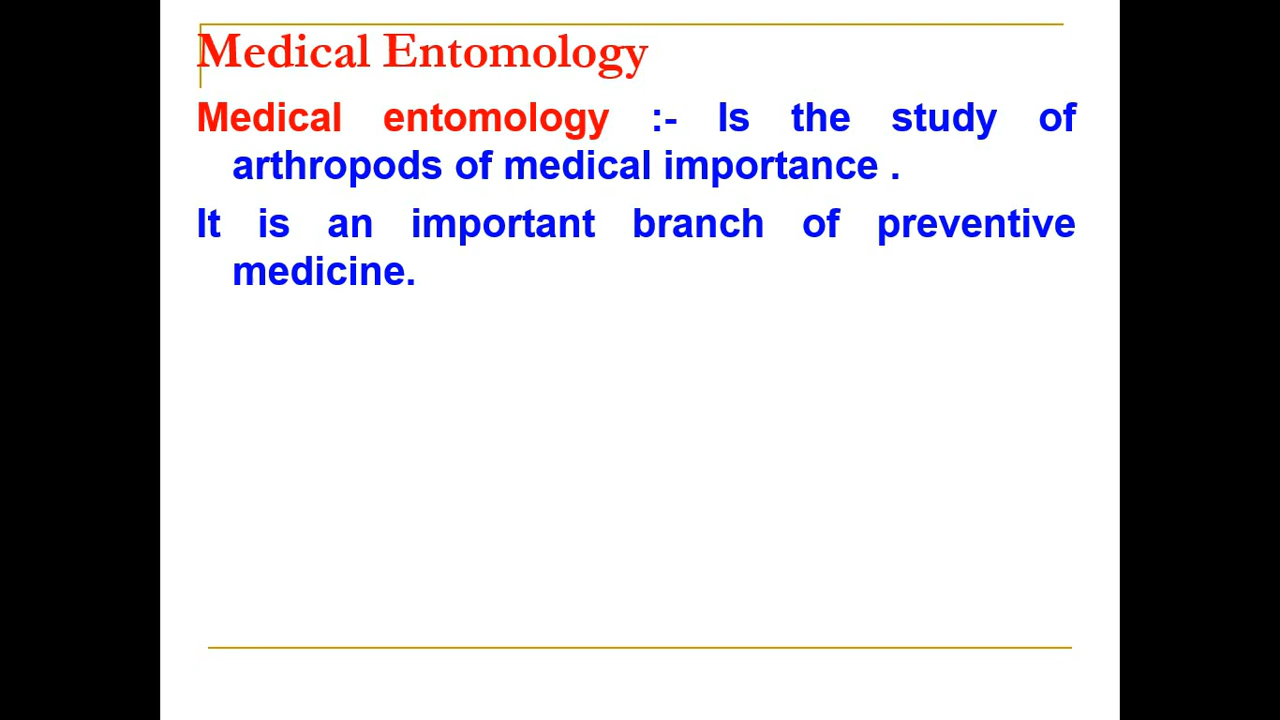 Medical Entomology
Medical entomology :- Is the study of
arthropods of medical importance .
It is an important branch of preventive
medicine.